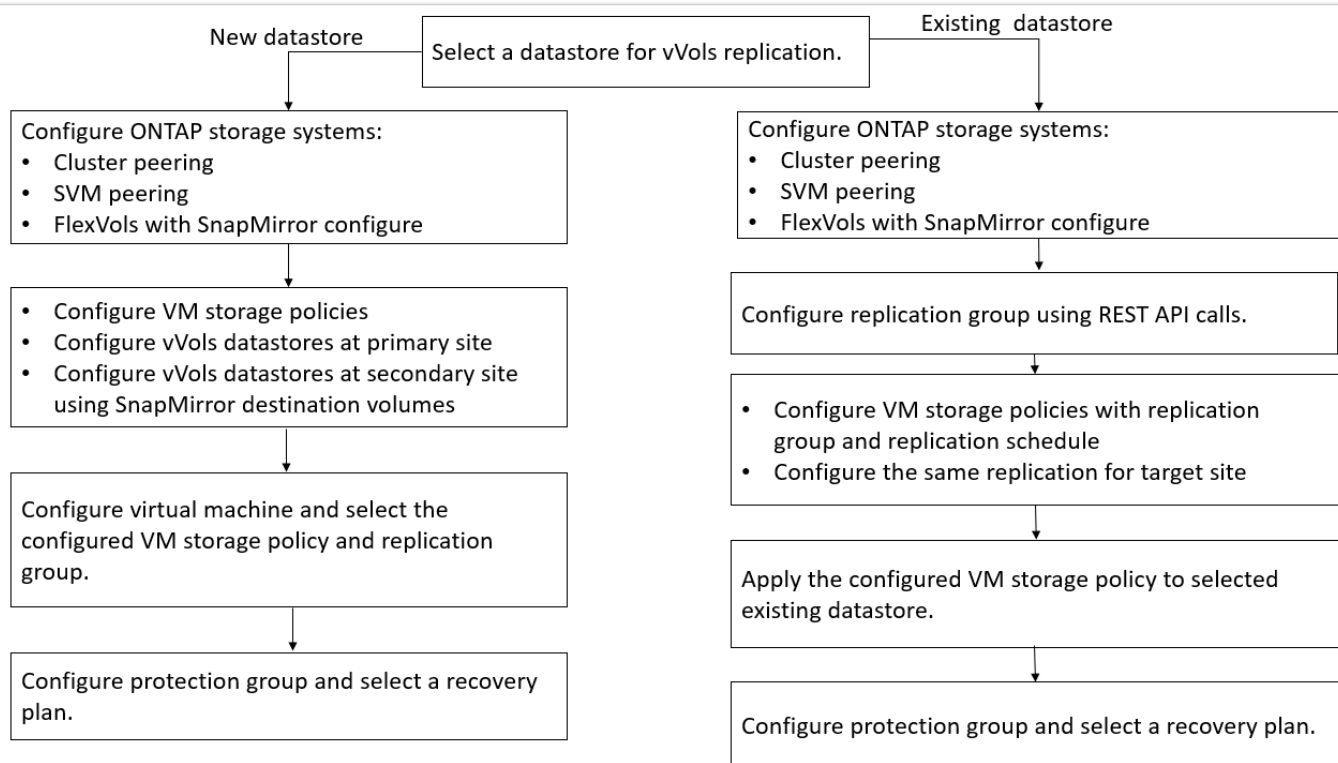 New datastore
Select a datastore for vVols replication.
Existing datastore
Configure ONTAP storage systems:
• Cluster peering
• SVM peering
• FlexVols with SnapMirror configure
• Configure VM storage policies
• Configure vVols datastores at primary site
• Configure vVols datastores at secondary site
using SnapMirror destination volumes
Configure virtual machine and select the
configured VM storage policy and replication
group.
Configure protection group and select a recovery
plan.
Configure ONTAP storage systems:
• Cluster peering
• SVM peering
• FlexVols with SnapMirror configure
Configure replication group using REST API calls.
• Configure VM storage policies with replication
group and replication schedule
• Configure the same replication for target site
Apply the configured VM storage policy to selected
existing datastore.
Configure protection group and select a recovery plan.